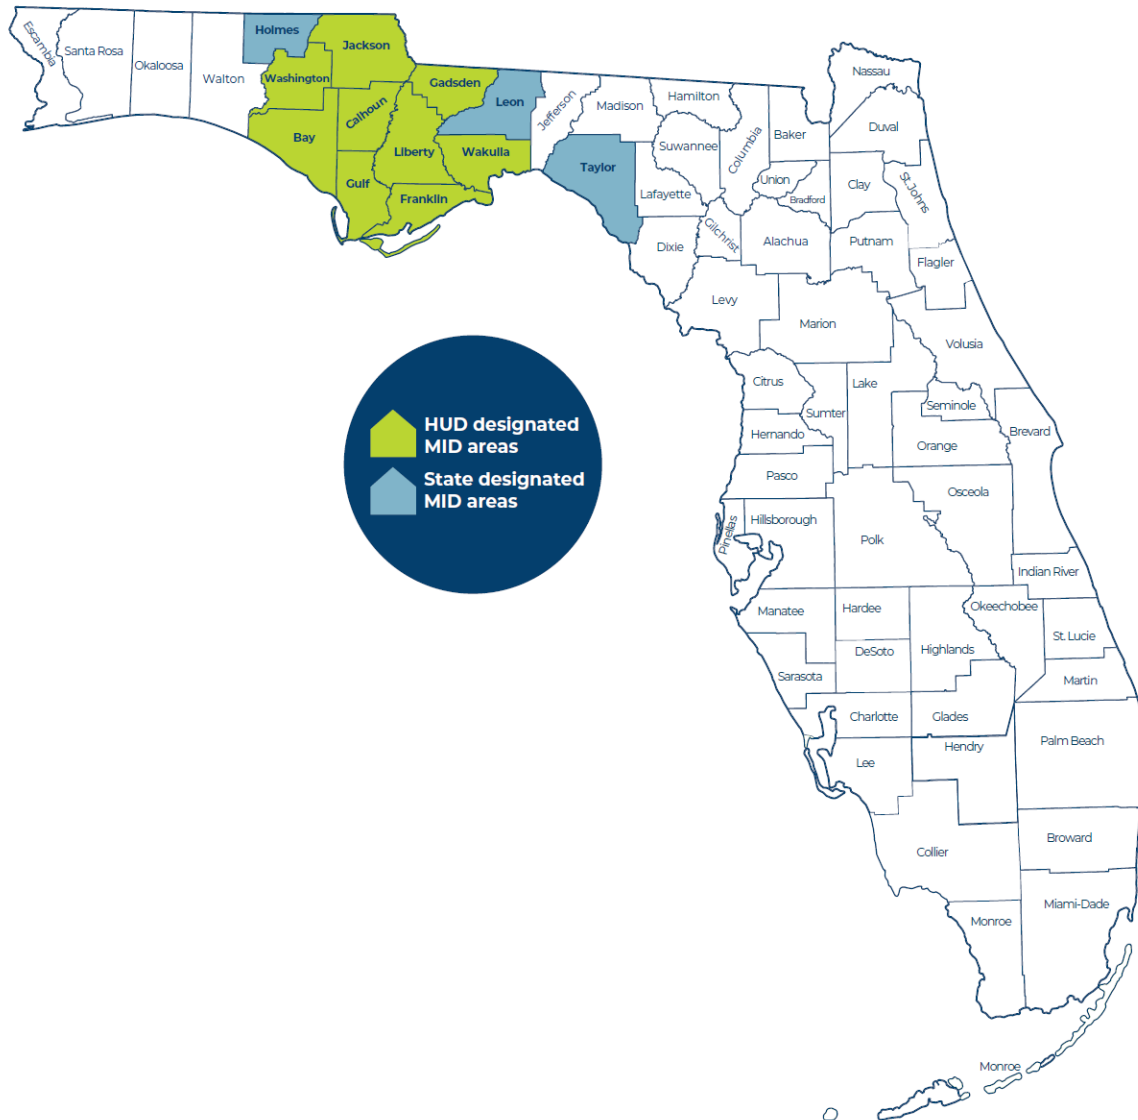 Escambia
Santa Rosa
Okaloosa
Walton
Holmes
Jackson
Washington
Gadsden
Leon
Calhoun
Bay
Liberty
Wakulla
Gulf
Franklin
Jefferson
Madison
Hamilton
Taylor
Suwannee
Lafayette
Columbia
Baker
Nassau
Duval
Union
Bradford
Clay
St.Johns
Dixie
Gilchrist
Alachua
Putnam
Flagler
Levy
Marion
Volusia
Citrus
Sumter
Lake
Seminole
Hernando
Orange
Brevard
Pasco
Osceola
Pinellas
Hillsborough
Polk
Indian River
Manatee
Hardee
Okeechobee
St. Lucie
Sarasota
DeSoto
Highlands
Martin
Charlotte
Glades
Lee
Hendry
Palm Beach
Collier
Broward
Monroe
Miami-Dade
Monroe
HUD designated
MID areas
State designated
MID areas